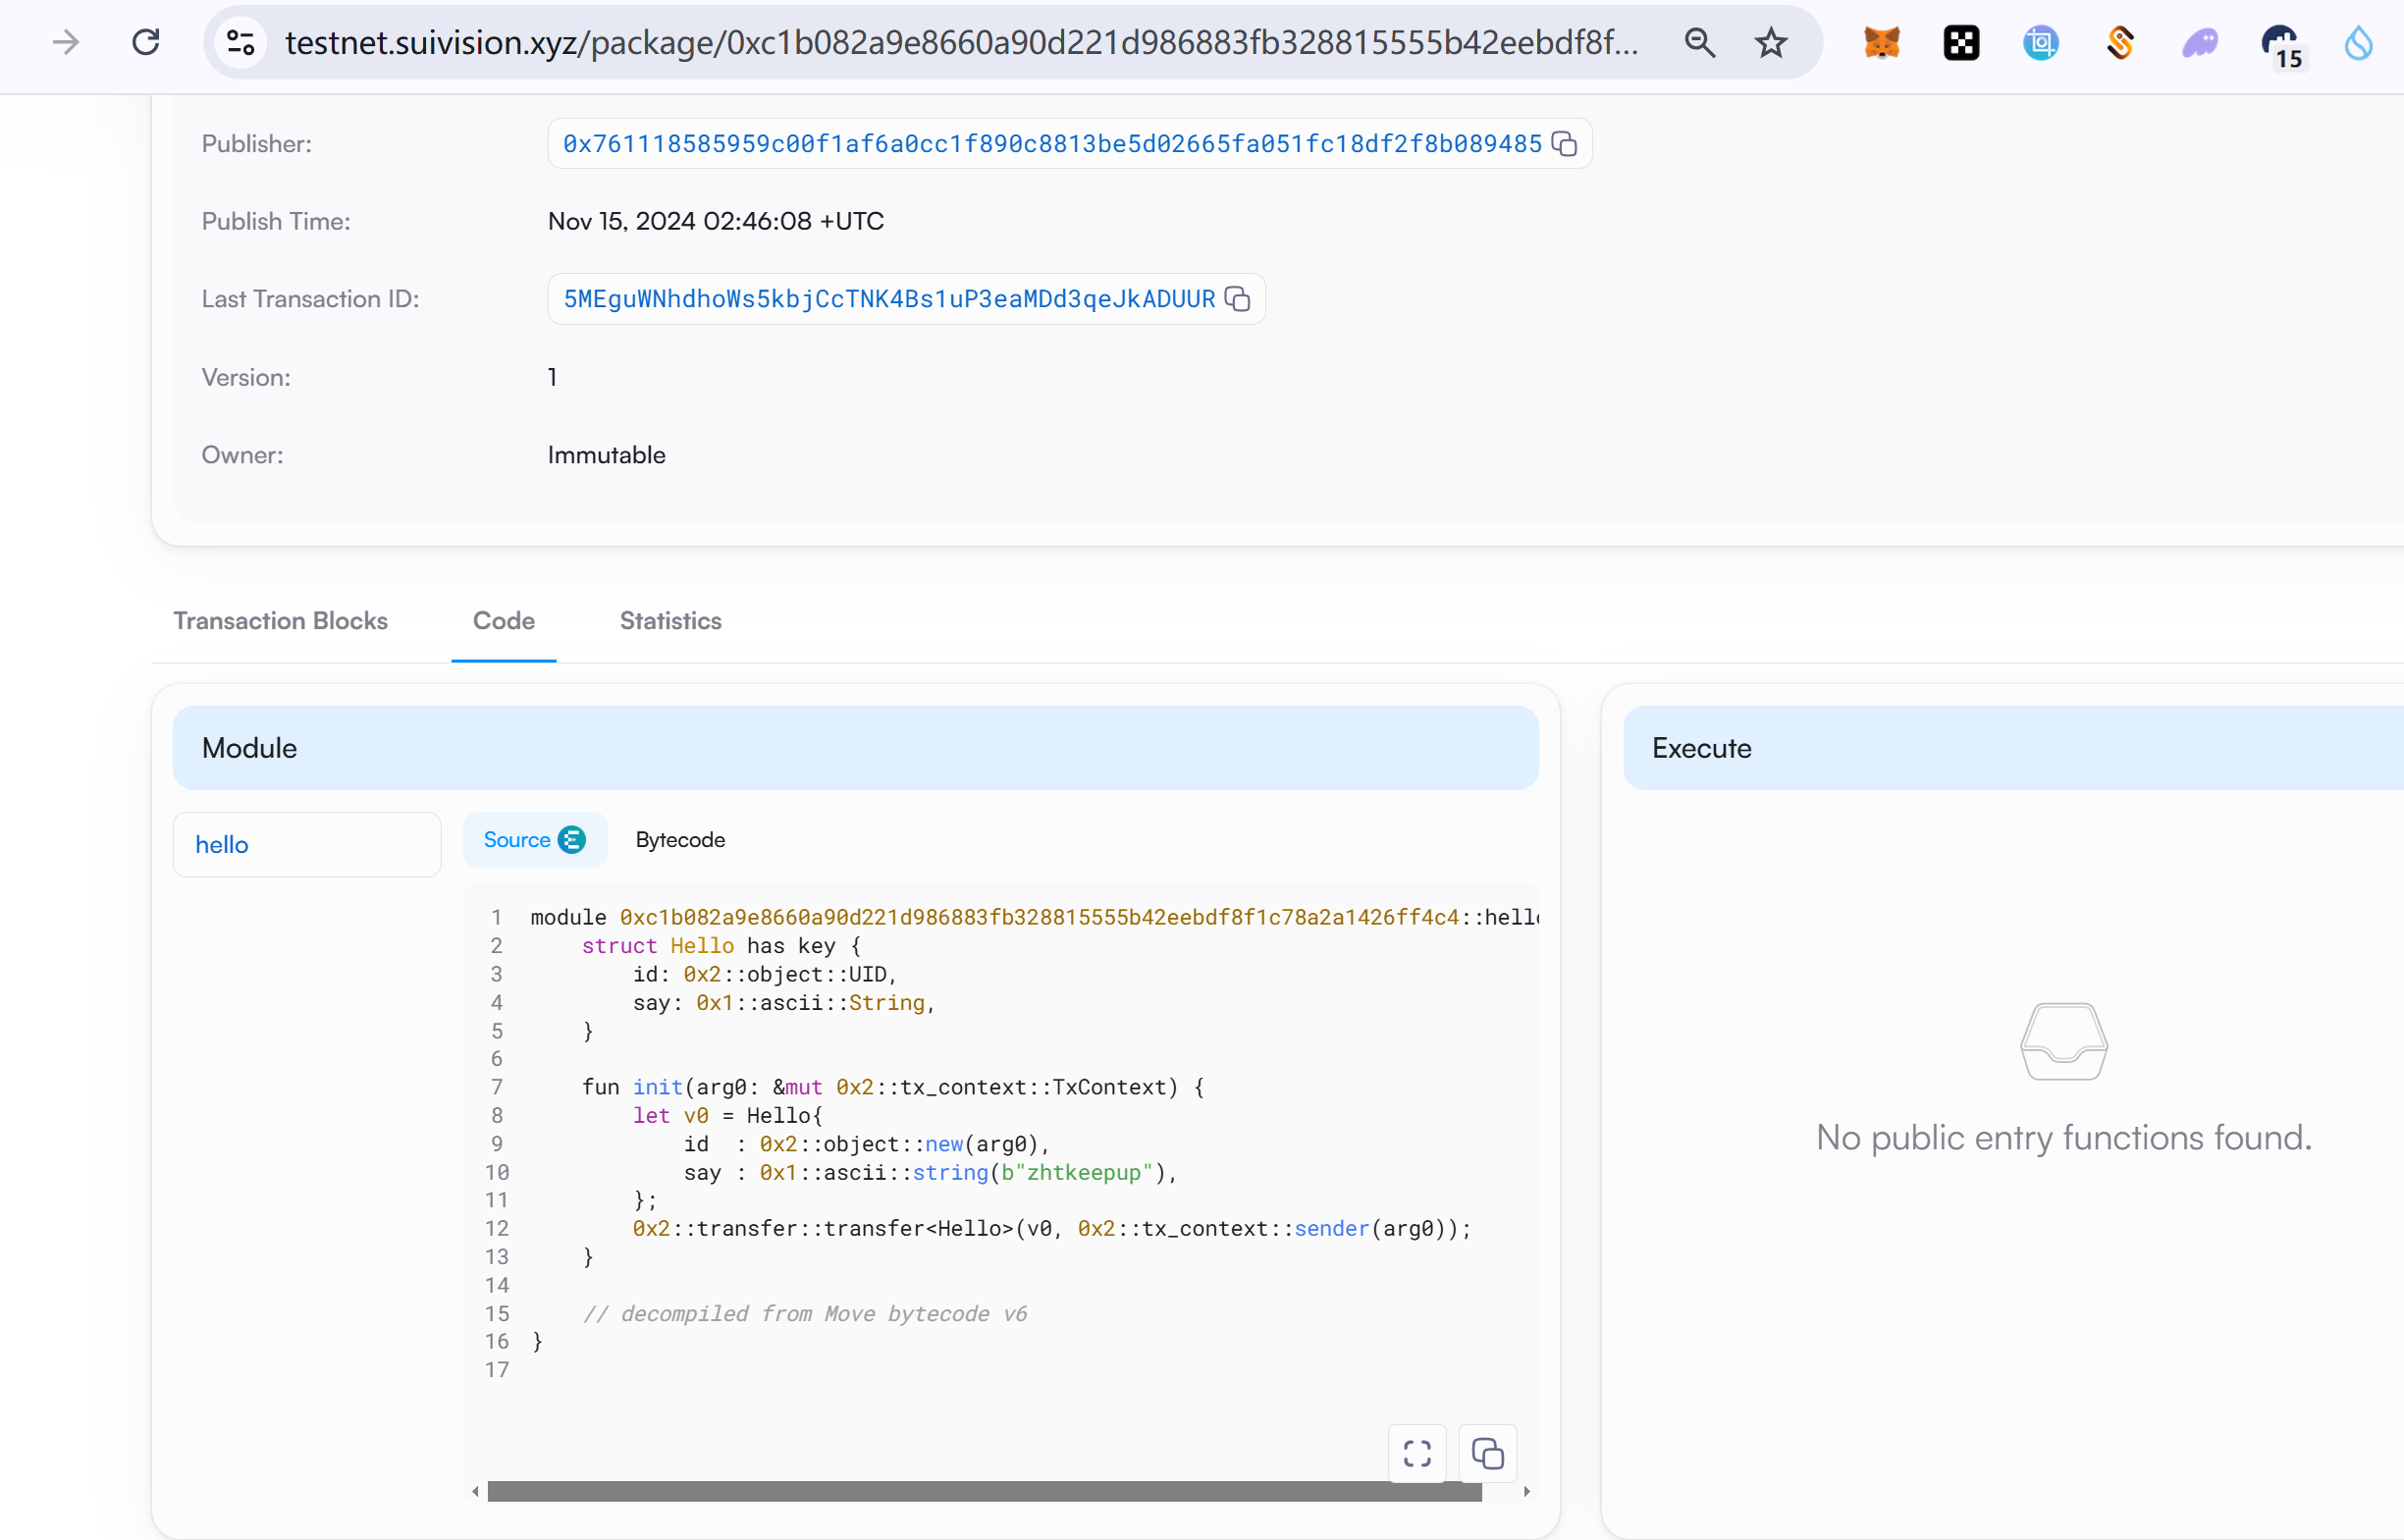 testnet.suivision.xyz/package/0xc1b082a9e8660a90d221d986883fb328815555b42eebdf8f...
15
Publisher:
0x761118585959c00f1af6a0cc1f890c8813be5d02665fa051fc18df2f8b089485
Publish Time:
Nov 15, 2024 02:46:08 +UTC
Last Transaction ID:
5MEguWNhdhoWs5kbjCcTNK4Bs1uP3eaMDd3qeJkADUUR
Version:
1
Owner:
Immutable
Transaction Blocks
Code
Statistics
Module
Execute
hello
Source
Bytecode
1 module 0xc1b082a9e8660a90d221d986883fb328815555b42eebdf8f1c78a2a1426ff4c4::hello
2     struct Hello has key {
3         id: 0x2::object::UID,
4         say: 0x1::ascii::String,
5     }
6
7     fun init(arg0: &mut 0x2::tx_context::TxContext) {
8         let v0 = Hello{
9             id  : 0x2::object::new(arg0),
10             say : 0x1::ascii::string(b"zhtkeepup"),
11         };
12         0x2::transfer::transfer<Hello>(v0, 0x2::tx_context::sender(arg0));
13     }
14
15     // decompiled from Move bytecode v6
16 }
17
No public entry functions found.